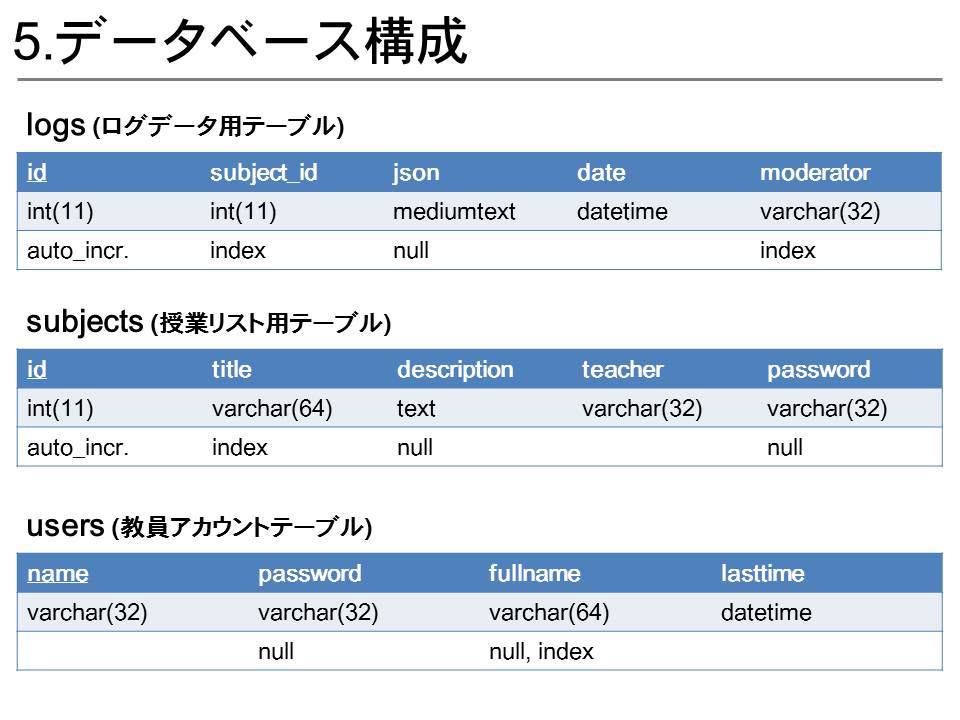 5.データベース構成
logs (ログデータ用テーブル)
id subject_id json date moderator
int(11) int(11) mediumtext datetime varchar(32)
auto_incr. index null index
subjects (授業リスト用テーブル)
id title description teacher password
int(11) varchar(64) text varchar(32) varchar(32)
auto_incr. index null null
users (教員アカウントテーブル)
name password fullname lasttime
varchar(32) varchar(32) varchar(64) datetime
null null, index